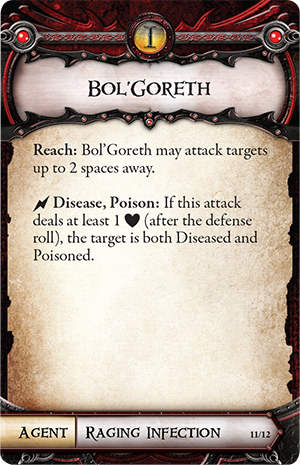 I
BOL'GORETH
Reach: Bol'Goreth may attack targets
up to 2 spaces away.
Disease, Poison: If this attack
deals at least 1 (after the defense
roll), the target is both Diseased and
Poisoned.
AGENT RAGING INFECTION 11/12